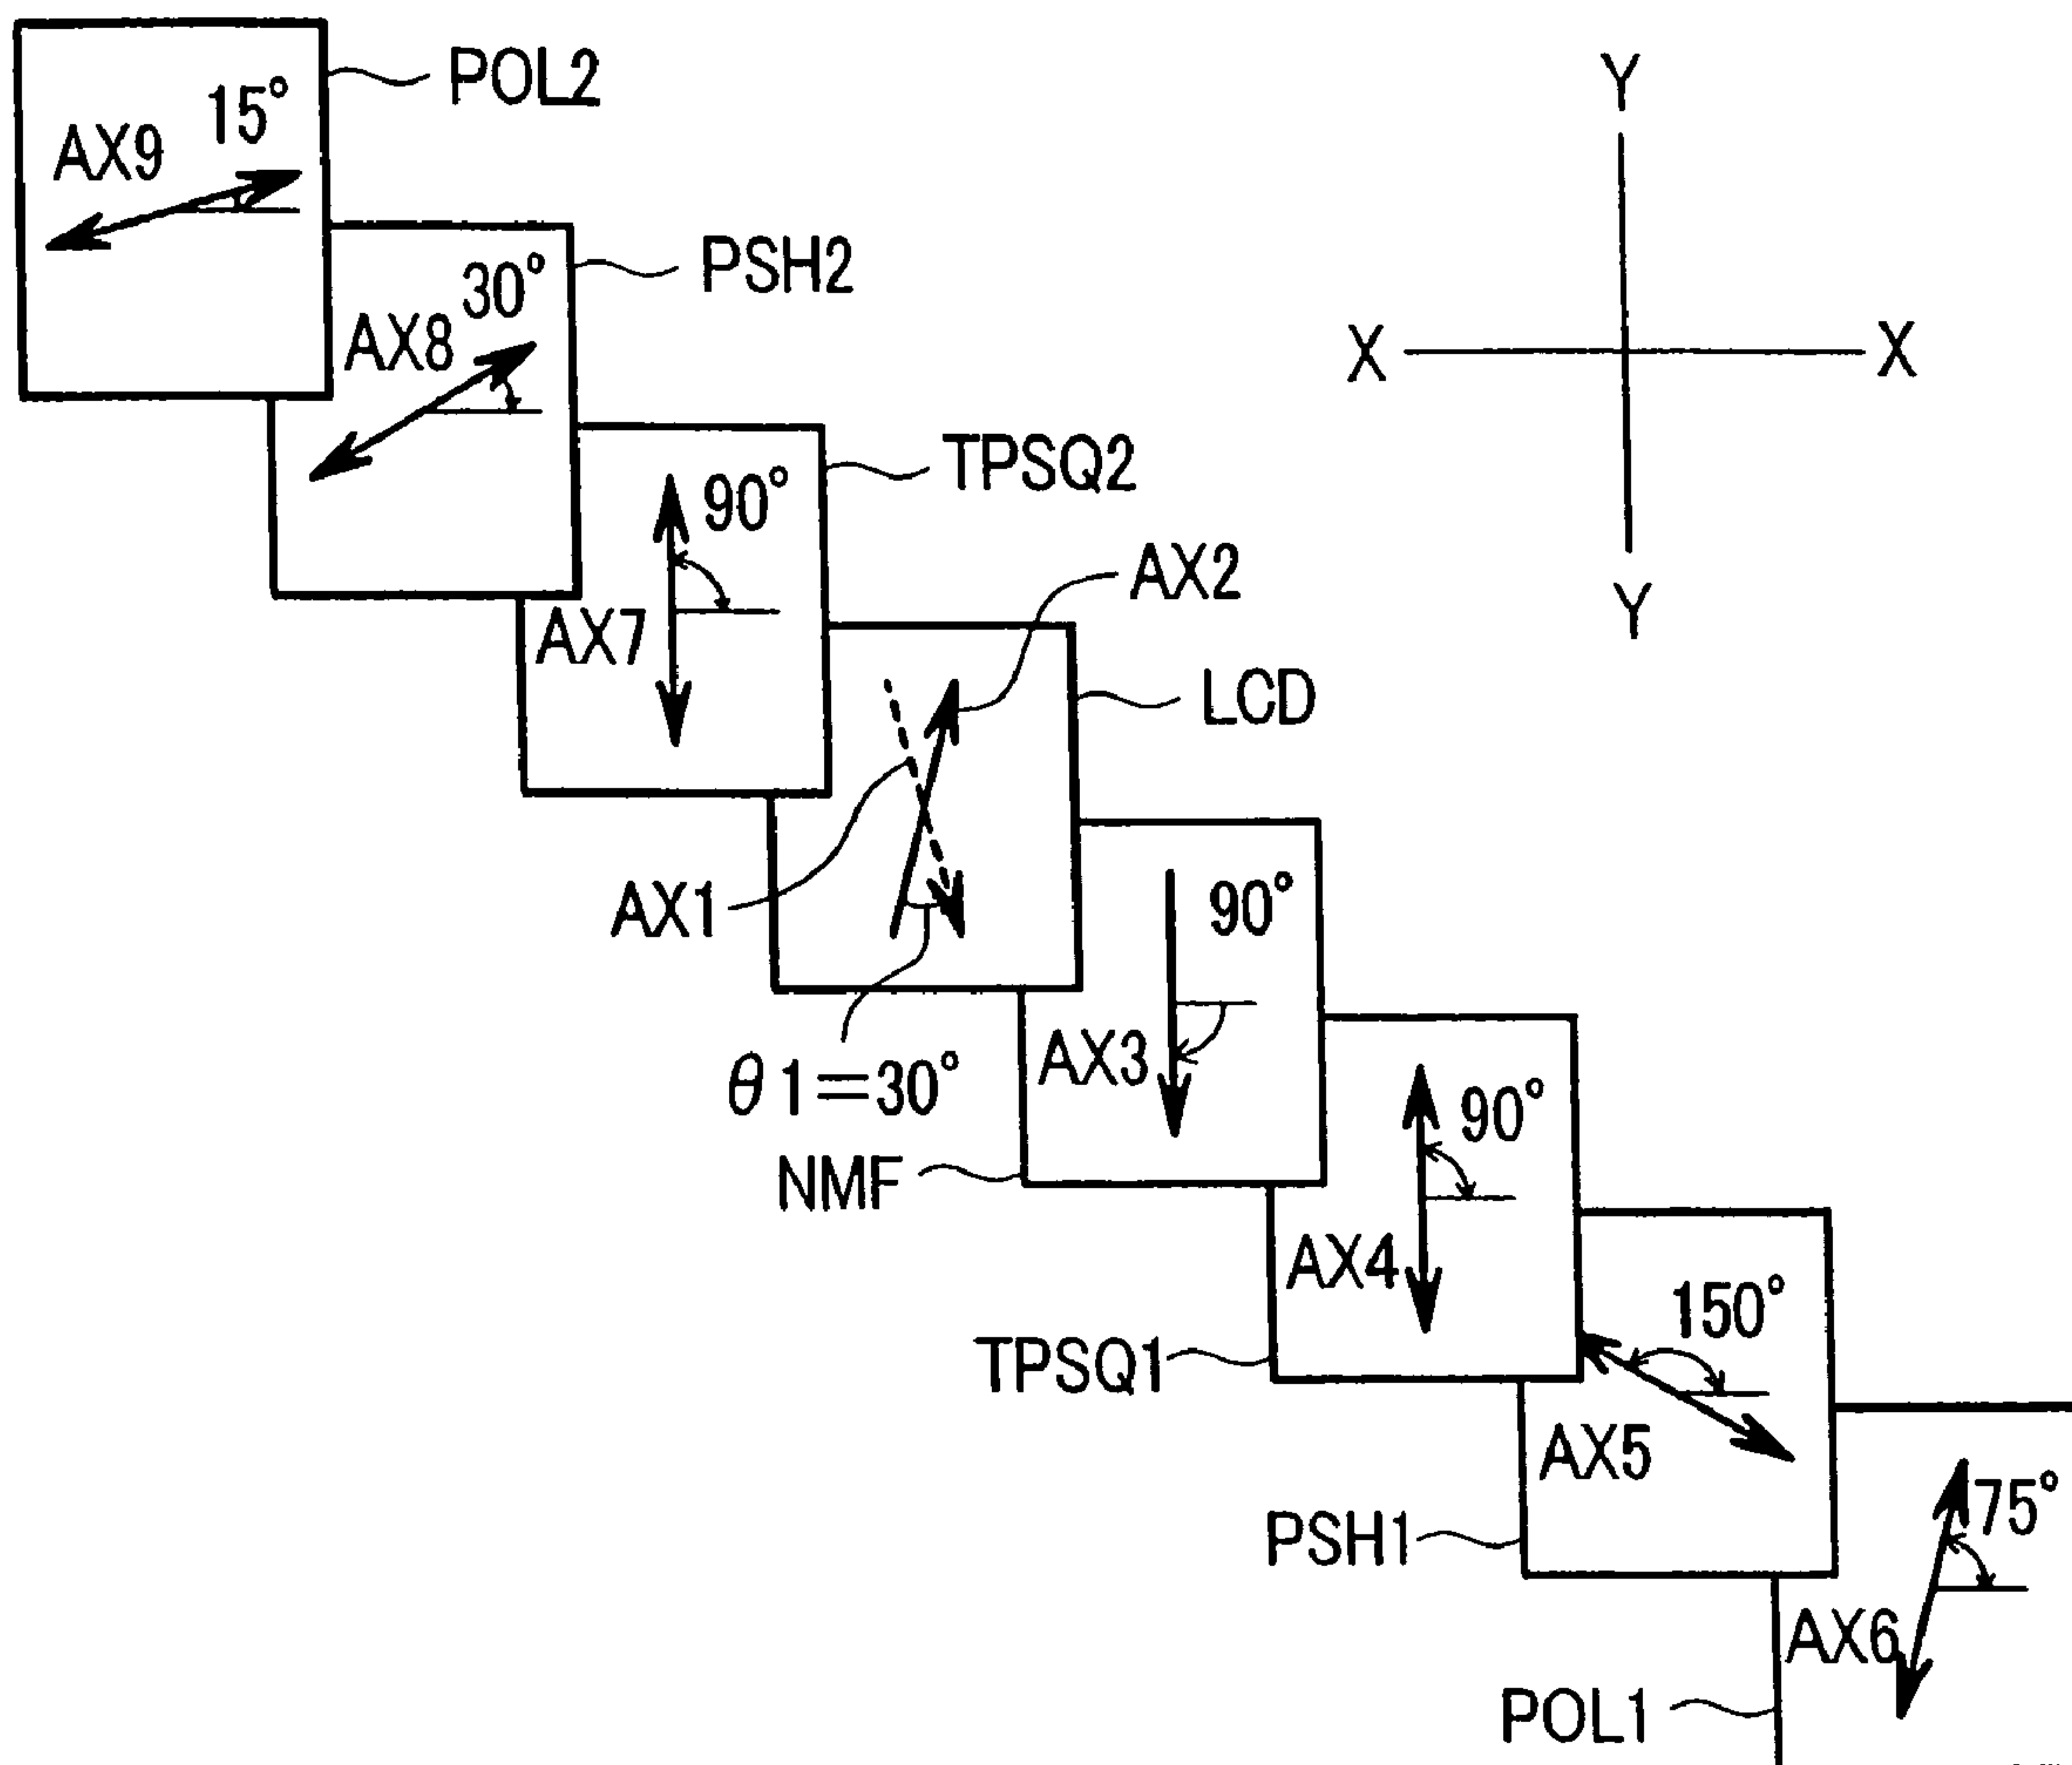 POL2
15°
AX9
Y
PSH2
30°
AX8
X
X
TPSQ2
90°
AX2
AX7
Y
LCD
AX1
90°
θ1=30°
AX3
90°
NMF
AX4
150°
TPSQ1
AX5
75°
PSH1
AX6
POL1